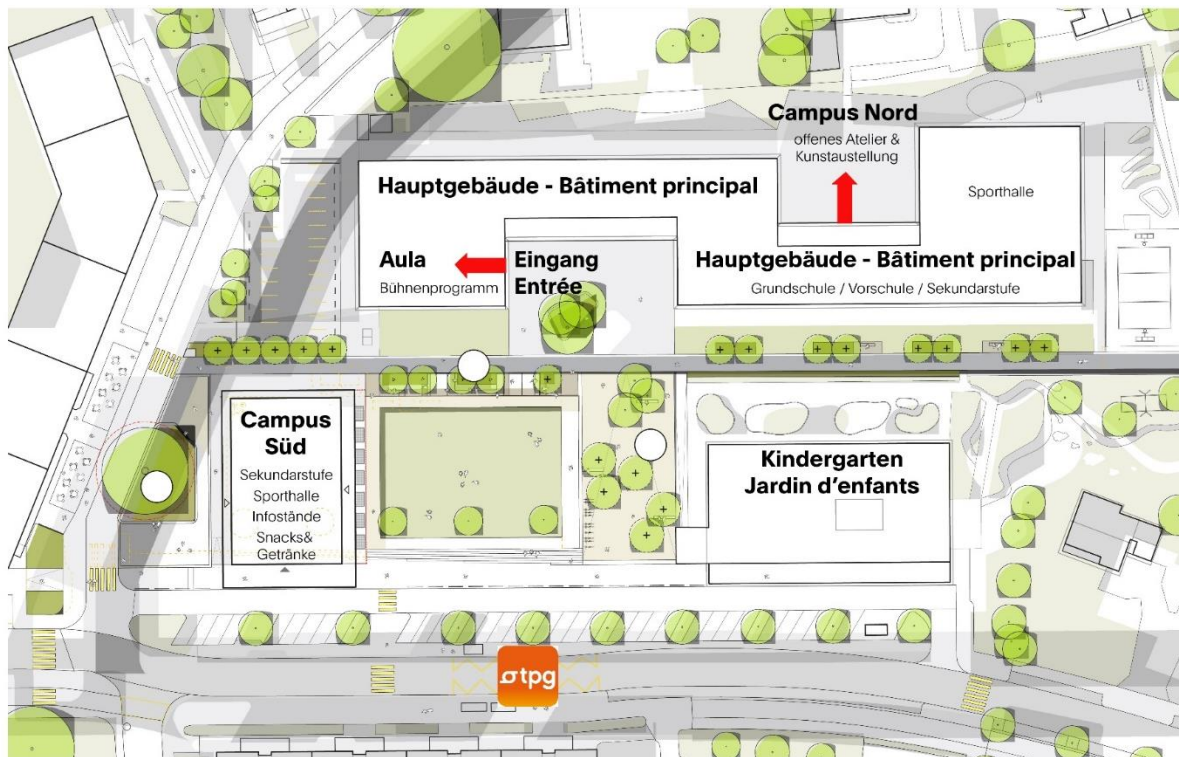 Campus Nord
offenes Atelier &
Kunstaustellung
Hauptgebäude - Bâtiment principal
Sporthalle
Aula
Bühnenprogramm
Eingang
Entrée
Hauptgebäude - Bâtiment principal
Grundschule / Vorschule / Sekundarstufe
Campus
Süd
Sekundarstufe
Sporthalle
Infostände
Snacks&
Getränke
Kindergarten
Jardin d'enfants
tpg